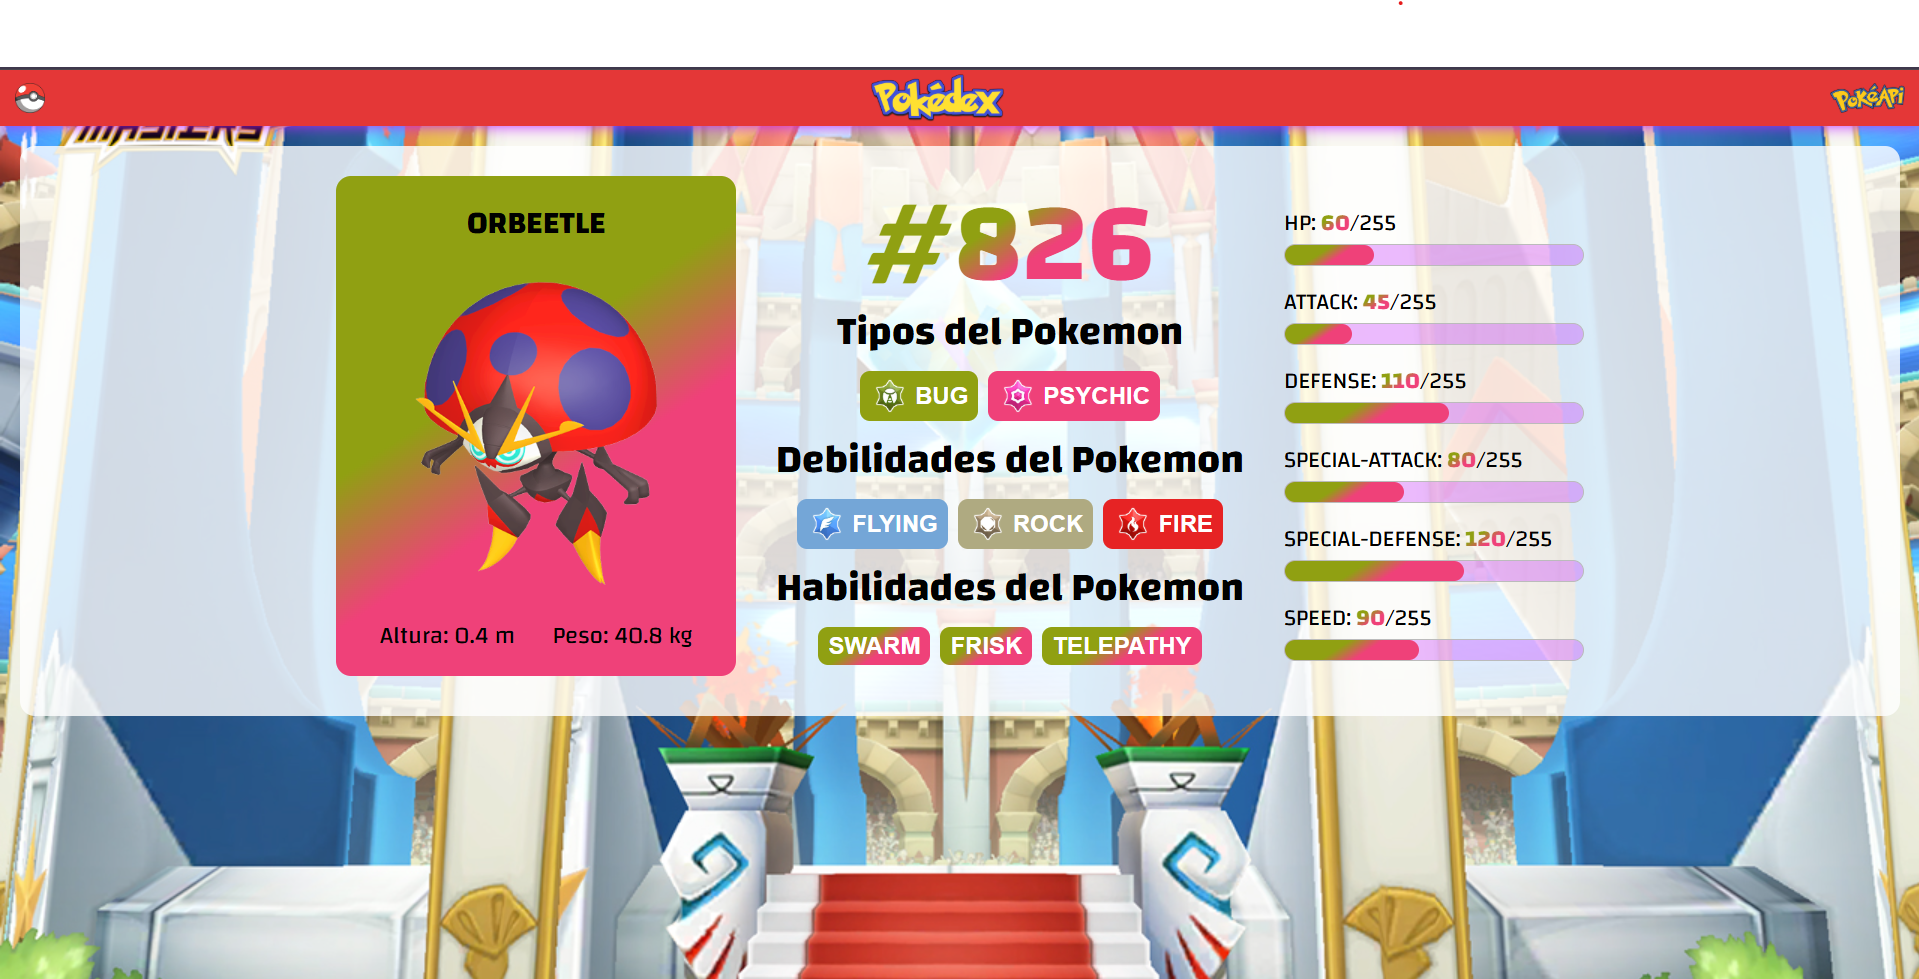 Pokédex
PokéApi
MASTERS
ORBEETLE
Altura: 0.4 m Peso: 40.8 kg
#826
Tipos del Pokemon
BUG PSYCHIC
Debilidades del Pokemon
FLYING ROCK FIRE
Habilidades del Pokemon
SWARM FRISK TELEPATHY
HP: 60/255
ATTACK: 45/255
DEFENSE: 110/255
SPECIAL-ATTACK: 80/255
SPECIAL-DEFENSE: 120/255
SPEED: 90/255